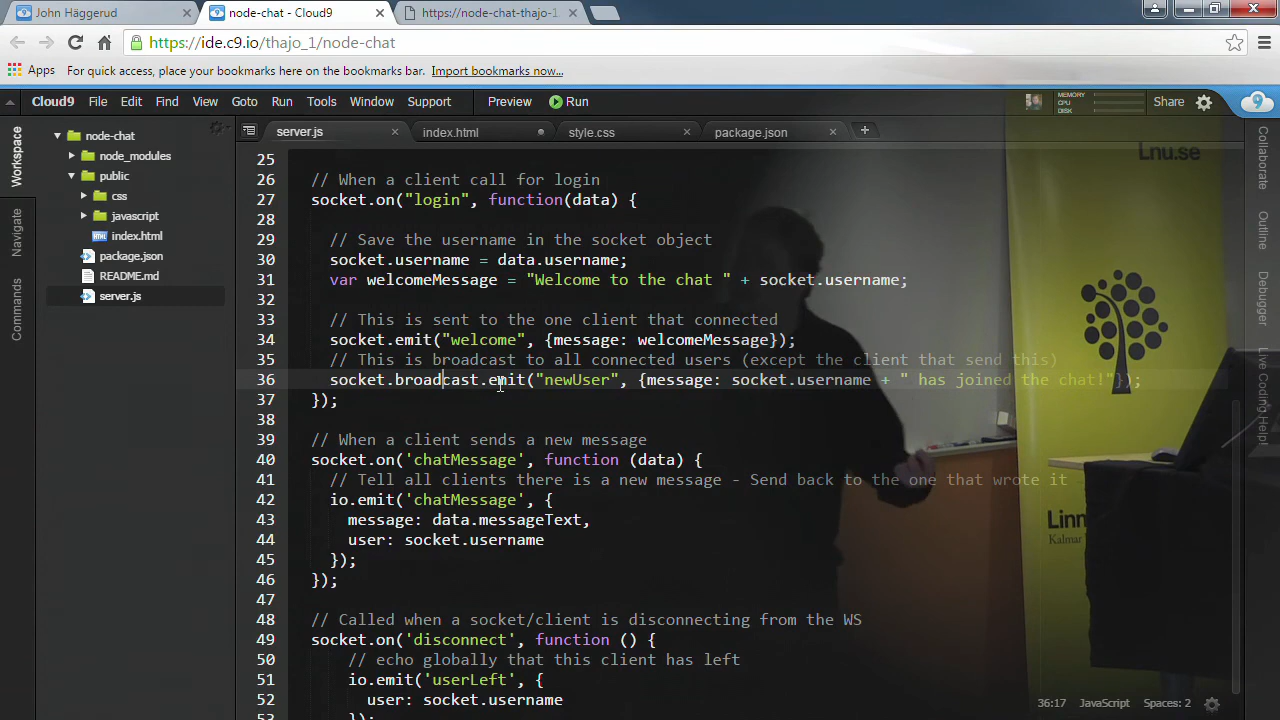 John Häggerud
node-chat - Cloud9
https://node-chat-thajo-1
https://ide.c9.io/thajo_1/node-chat
Apps
For quick access, place your bookmarks here on the bookmarks bar. Import bookmarks now...
Cloud9 File Edit Find View Goto Run Tools Window Support Preview Run
MEMORY
CPU
DISK
Share
Workspace
Navigate
Commands
node-chat
node_modules
public
css
javascript
index.html
package.json
README.md
server.js
server.js index.html style.css package.json
25
26 // When a client call for login
27 socket.on("login", function(data) {
28
29 // Save the username in the socket object
30 socket.username = data.username;
31 var welcomeMessage = "Welcome to the chat " + socket.username;
32
33 // This is sent to the one client that connected
34 socket.emit("welcome", {message: welcomeMessage});
35 // This is broadcast to all connected users (except the client that send this)
36 socket.broadcast.emit("newUser", {message: socket.username + " has joined the chat!"});
37 });
38
39 // When a client sends a new message
40 socket.on('chatMessage', function (data) {
41 // Tell all clients there is a new message - Send back to the one that wrote it
42 io.emit('chatMessage', {
43 message: data.messageText,
44 user: socket.username
45 });
46 });
47
48 // Called when a socket/client is disconnecting from the WS
49 socket.on('disconnect', function () {
50 // echo globally that this client has left
51 io.emit('userLeft', {
52 user: socket.username
53 });
36:17 JavaScript Spaces: 2
Collaborate
Outline
Debugger
Live Coding Help!
Lnu.se
Linn
Kalmar